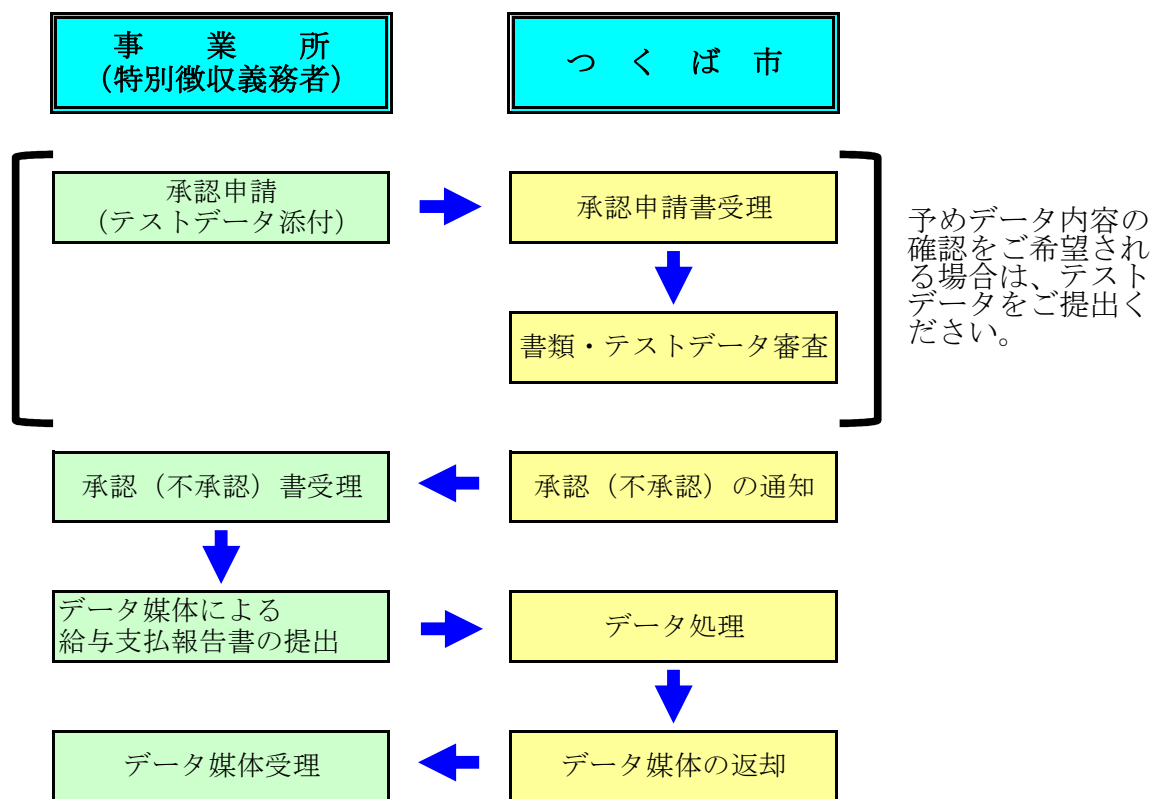 事　業　所
（特別徴収義務者）
つ　く　ば　市
承認申請
（テストデータ添付）
承認申請書受理
書類・テストデータ審査
予めデータ内容の
確認をご希望され
る場合は、テスト
データをご提出く
ださい。
承認（不承認）書受理
承認（不承認）の通知
データ媒体による
給与支払報告書の提出
データ処理
データ媒体受理
データ媒体の返却